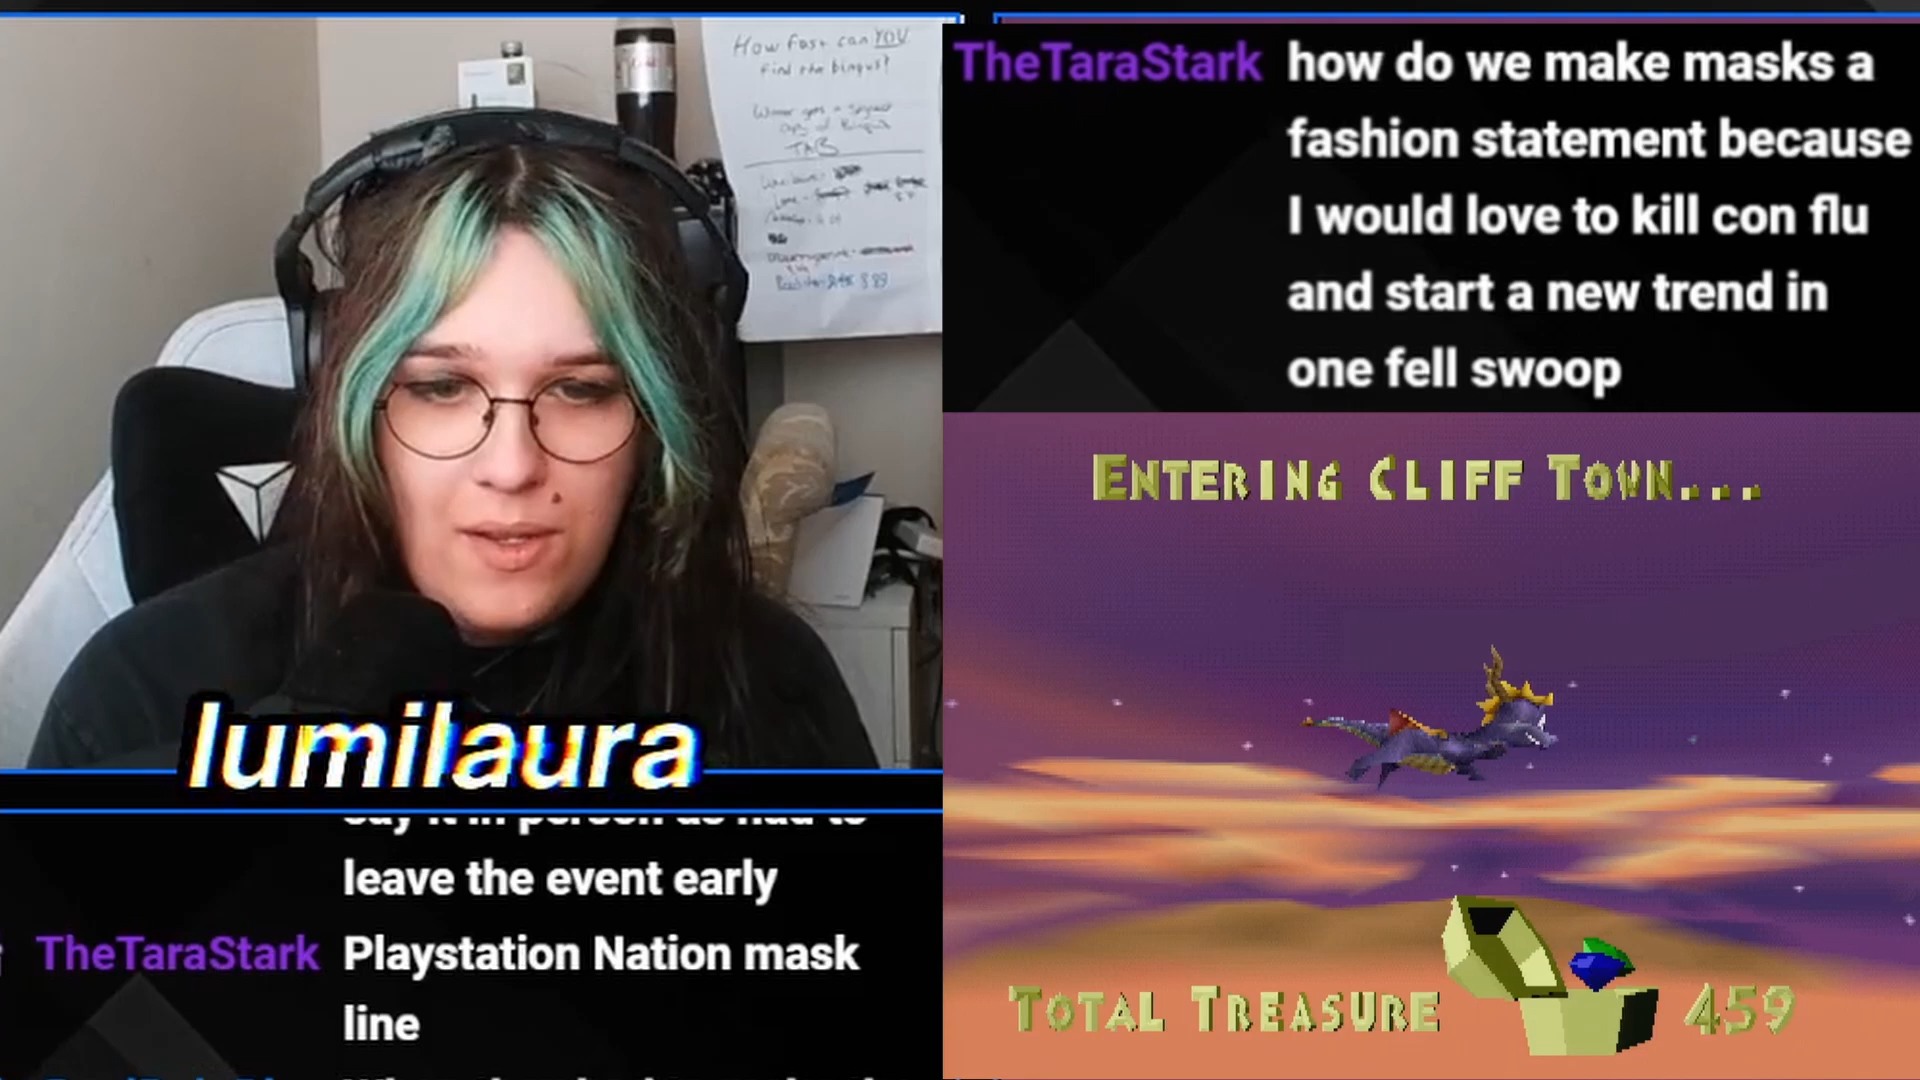 How fast can YOU
find the bingus?
TAB
lumilaura
leave the event early
TheTaraStark Playstation Nation mask
line
TheTaraStark how do we make masks a
fashion statement because
I would love to kill con flu
and start a new trend in
one fell swoop
ENTERING CLIFF TOWN...
TOTAL TREASURE 459